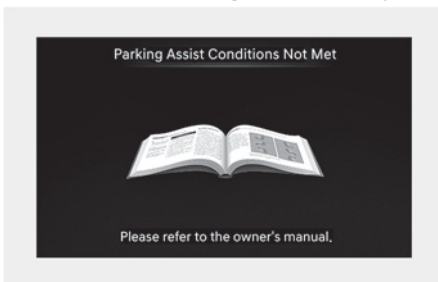 Parking Assist Conditions Not Met
Please refer to the owner's manual.